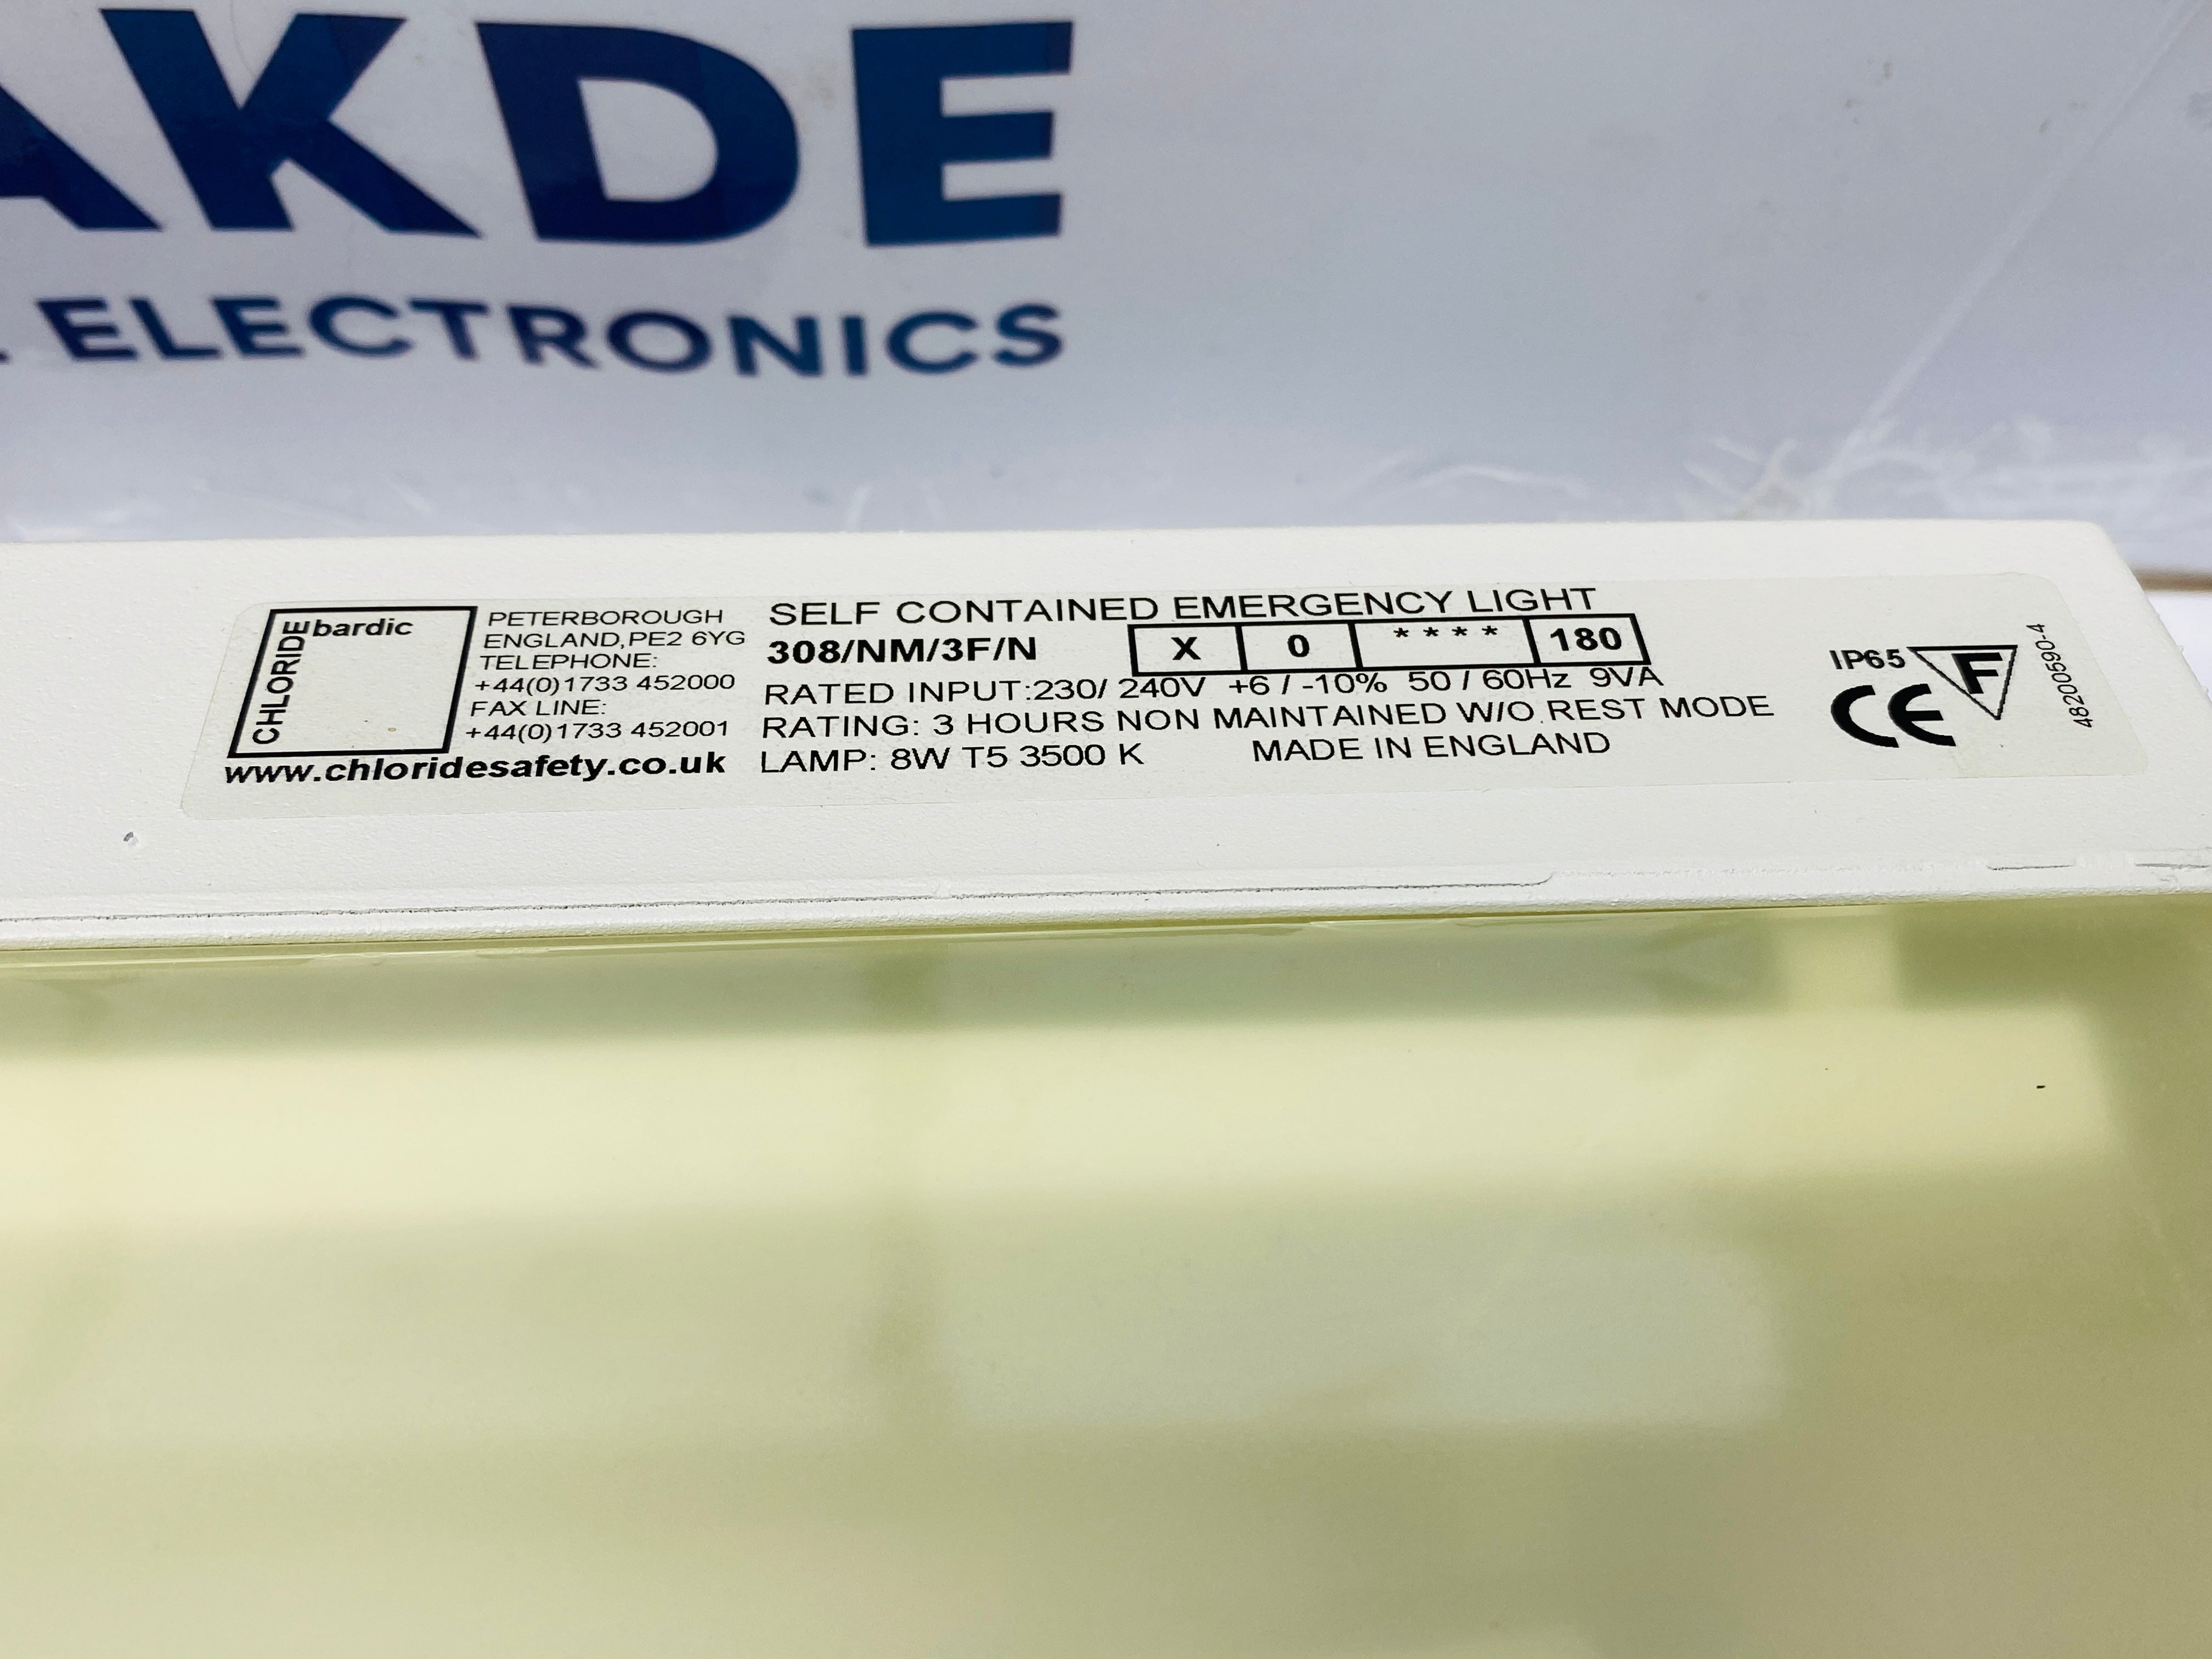 AKDE
ELECTRONICS
CHLORIDE
bardic
PETERBOROUGH
ENGLAND,PE2 6YG
TELEPHONE:
+44(0)1733 452000
FAX LINE:
+44(0)1733 452001
www.chloridesafety.co.uk
SELF CONTAINED EMERGENCY LIGHT
308/NM/3F/N X 0 **** 180
RATED INPUT:230/ 240V +6 / -10% 50 / 60Hz 9VA
RATING: 3 HOURS NON MAINTAINED W/O REST MODE
LAMP: 8W T5 3500 K MADE IN ENGLAND
IP65 F
CE
48200590-4